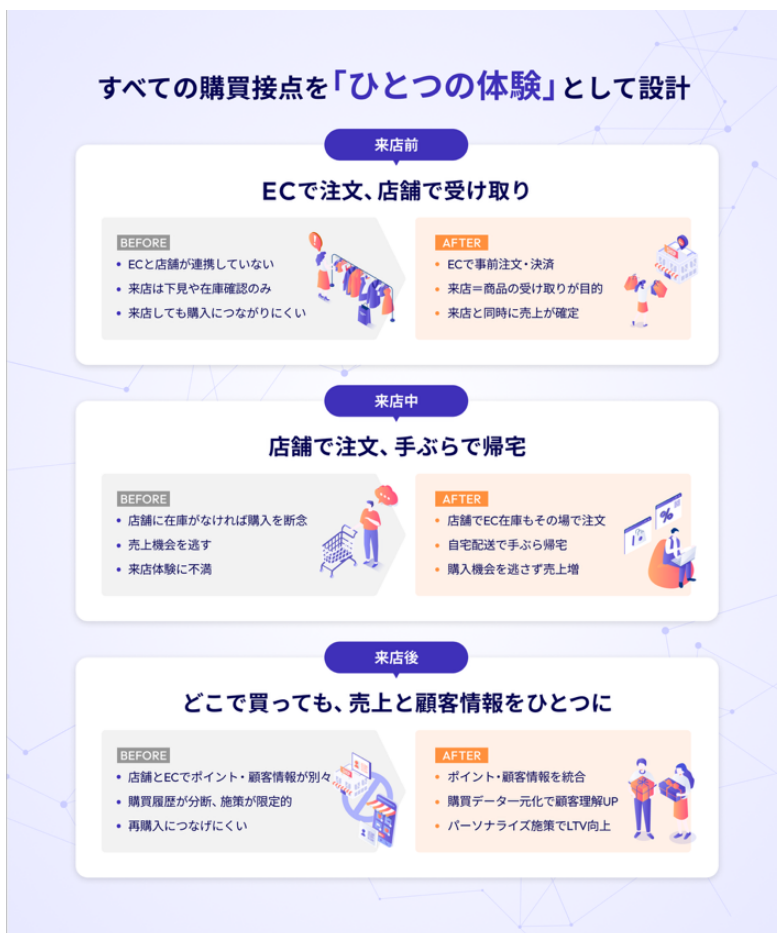 すべての購買接点を「ひとつの体験」として設計
来店前
ECで注文、店舗で受け取り
BEFORE
• ECと店舗が連携していない
• 来店は下見や在庫確認のみ
• 来店しても購入につながりにくい
AFTER
• ECで事前注文・決済
• 来店=商品の受け取りが目的
• 来店と同時に売上が確定
来店中
店舗で注文、手ぶらで帰宅
BEFORE
• 店舗に在庫がなければ購入を断念
• 売上機会を逃す
• 来店体験に不満
AFTER
• 店舗でEC在庫もその場で注文
• 自宅配送で手ぶら帰宅
• 購入機会を逃さず売上増
%
来店後
どこで買っても、売上と顧客情報をひとつに
BEFORE
• 店舗とECでポイント・顧客情報が別々
• 購買履歴が分断、施策が限定的
• 再購入につなげにくい
AFTER
• ポイント・顧客情報を統合
• 購買データ一元化で顧客理解UP
• パーソナライズ施策でLTV向上